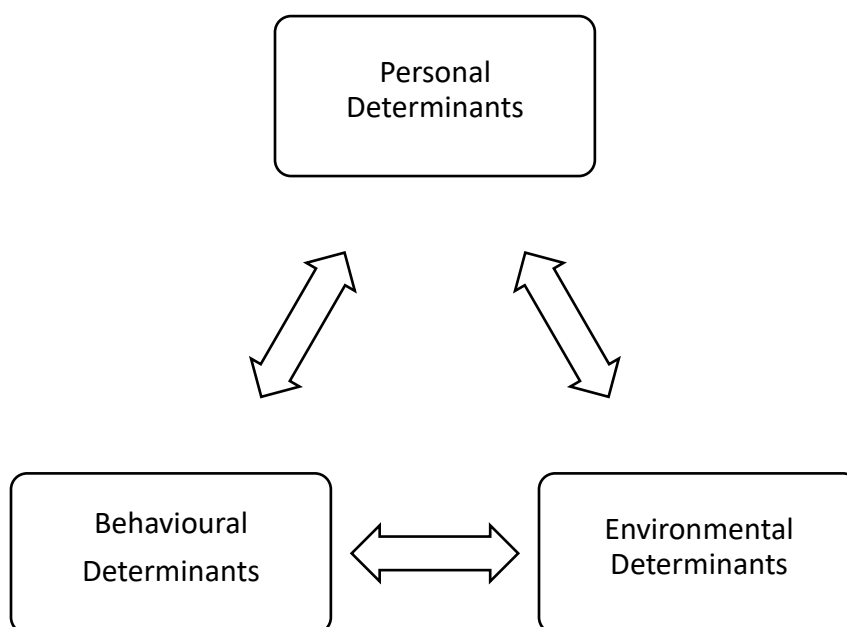 Personal
Determinants
Behavioural
Determinants
Environmental
Determinants